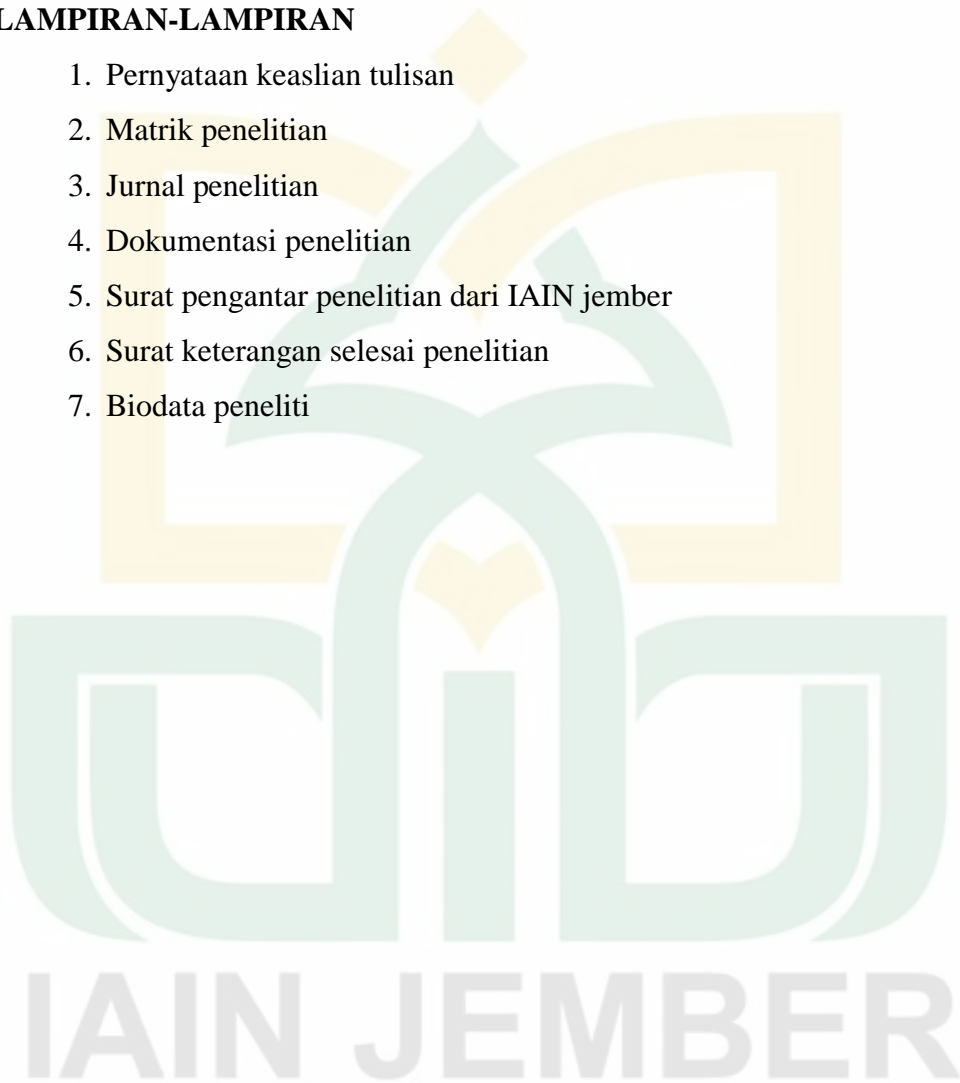 LAMPIRAN-LAMPIRAN
1. Pernyataan keaslian tulisan
2. Matrik penelitian
3. Jurnal penelitian
4. Dokumentasi penelitian
5. Surat pengantar penelitian dari IAIN jember
6. Surat keterangan selesai penelitian
7. Biodata peneliti
IAIN JEMBER